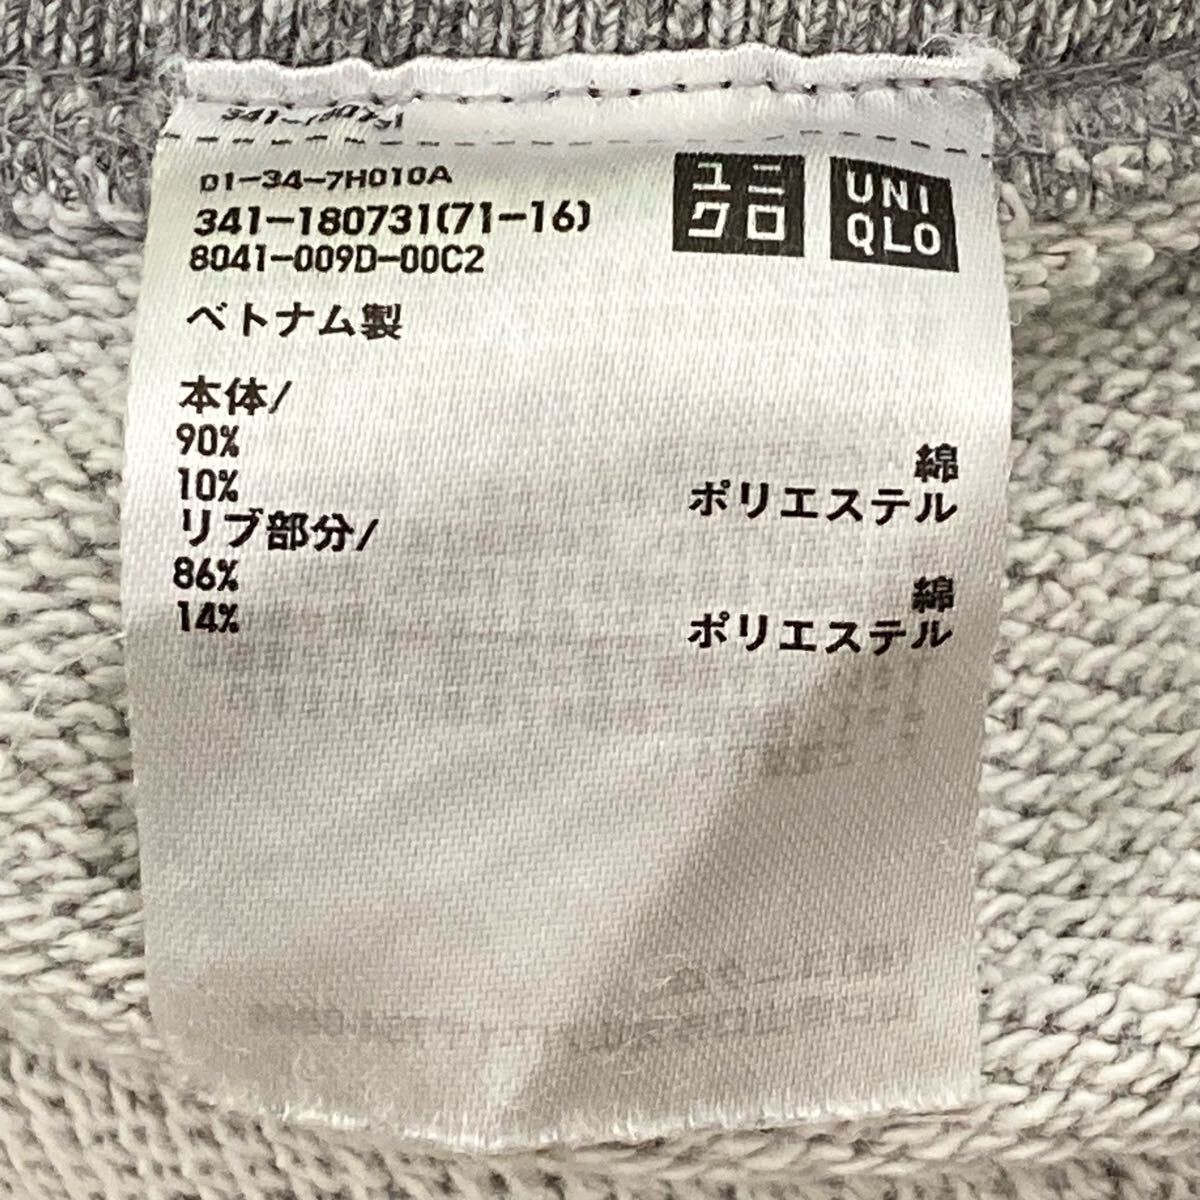 D1-34-7H010A
341-180731(71-16)
8041-009D-00C2
ユニ
クロ
UNI
QLO
ベトナム製
本体/
90% 綿
10% ポリエステル
リブ部分/
86% 綿
14% ポリエステル